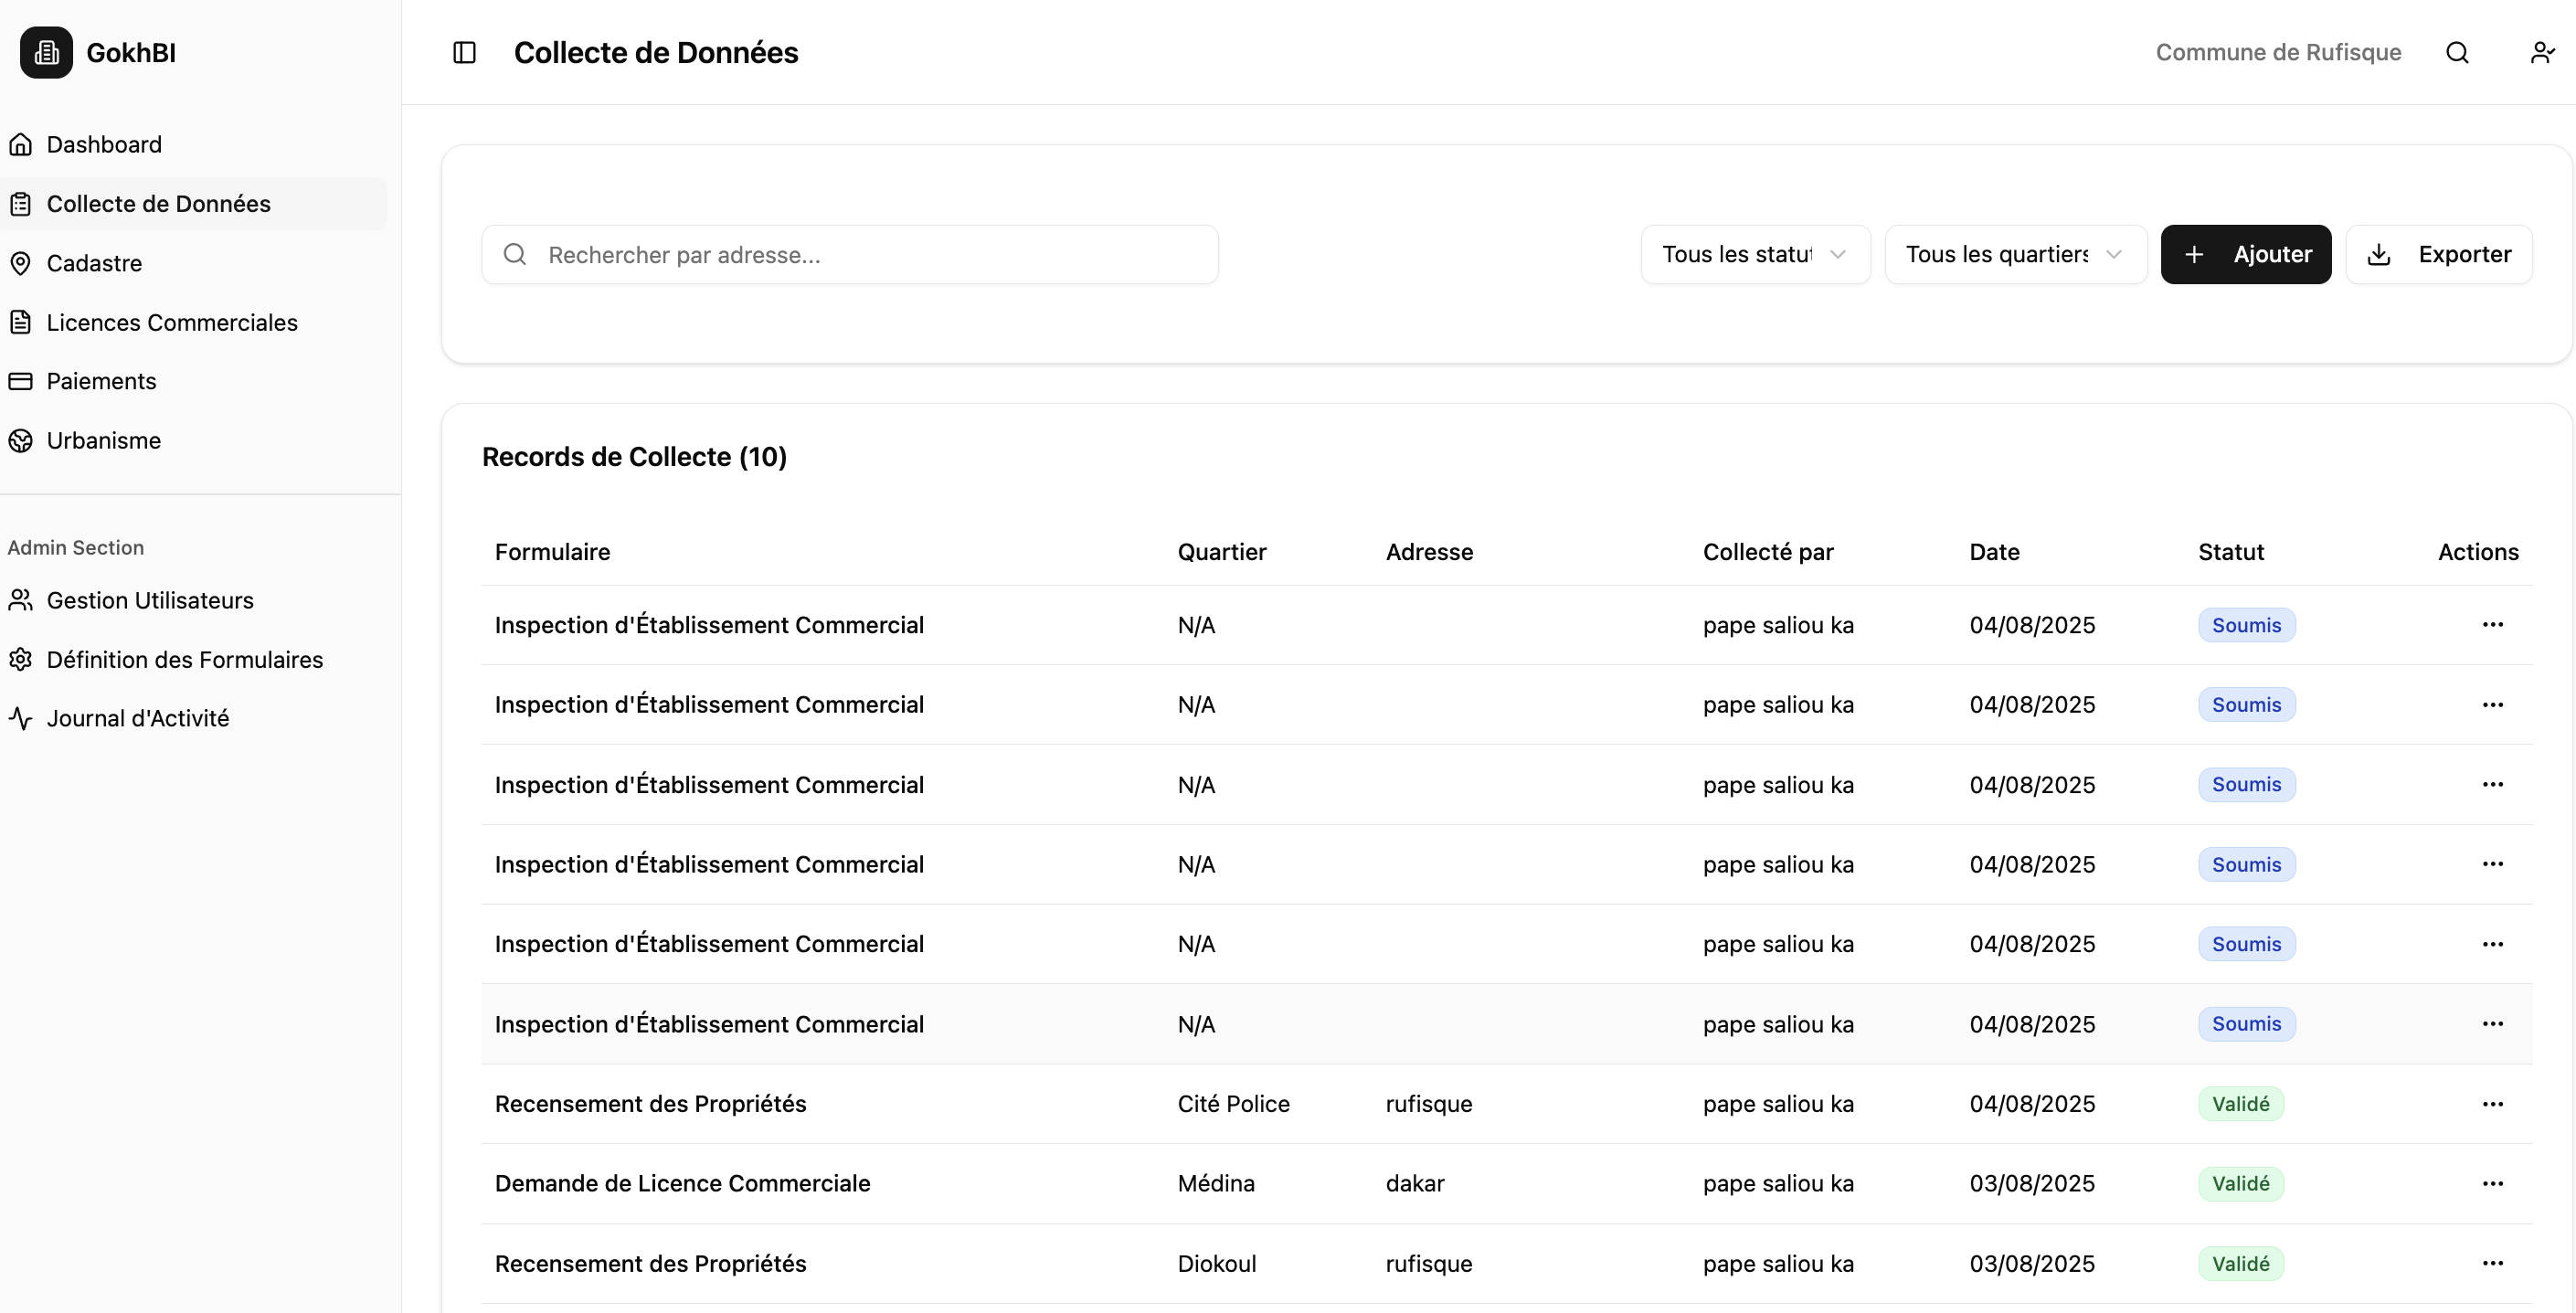 GokhBI
Dashboard
Collecte de Données
Cadastre
Licences Commerciales
Paiements
Urbanisme
Admin Section
Gestion Utilisateurs
Définition des Formulaires
Journal d'Activité
Collecte de Données
Commune de Rufisque
Rechercher par adresse...
Tous les statut
Tous les quartiers
Ajouter
Exporter
Records de Collecte (10)
Formulaire Quartier Adresse Collecté par Date Statut Actions
Inspection d'Établissement Commercial N/A pape saliou ka 04/08/2025 Soumis
Inspection d'Établissement Commercial N/A pape saliou ka 04/08/2025 Soumis
Inspection d'Établissement Commercial N/A pape saliou ka 04/08/2025 Soumis
Inspection d'Établissement Commercial N/A pape saliou ka 04/08/2025 Soumis
Inspection d'Établissement Commercial N/A pape saliou ka 04/08/2025 Soumis
Inspection d'Établissement Commercial N/A pape saliou ka 04/08/2025 Soumis
Recensement des Propriétés Cité Police rufisque pape saliou ka 04/08/2025 Validé
Demande de Licence Commerciale Médina dakar pape saliou ka 03/08/2025 Validé
Recensement des Propriétés Diokoul rufisque pape saliou ka 03/08/2025 Validé